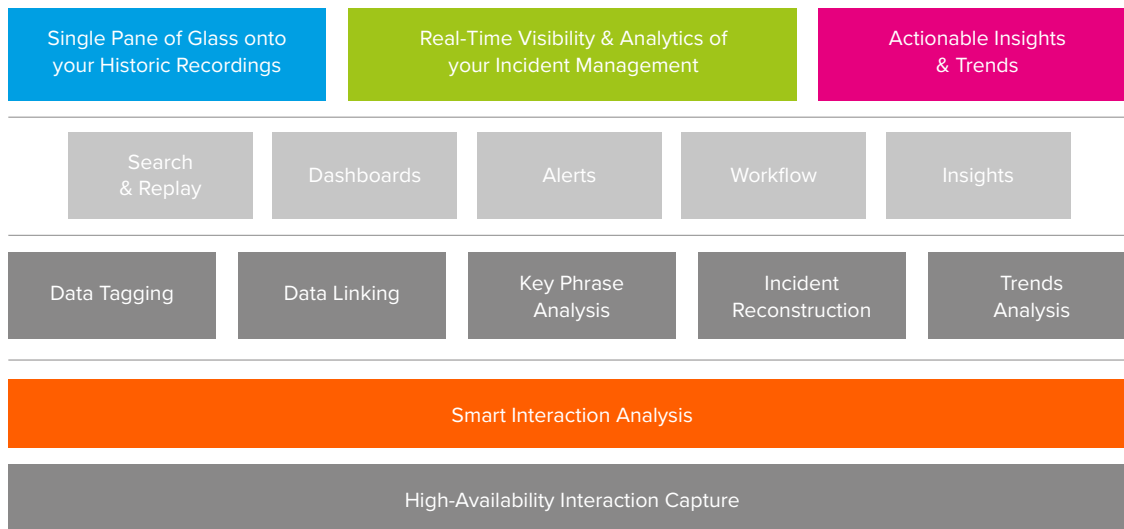 Single Pane of Glass onto
your Historic Recordings
Real-Time Visibility & Analytics of
your Incident Management
Actionable Insights
& Trends
Search
& Replay
Dashboards
Alerts
Workflow
Insights
Data Tagging
Data Linking
Key Phrase
Analysis
Incident
Reconstruction
Trends
Analysis
Smart Interaction Analysis
High-Availability Interaction Capture